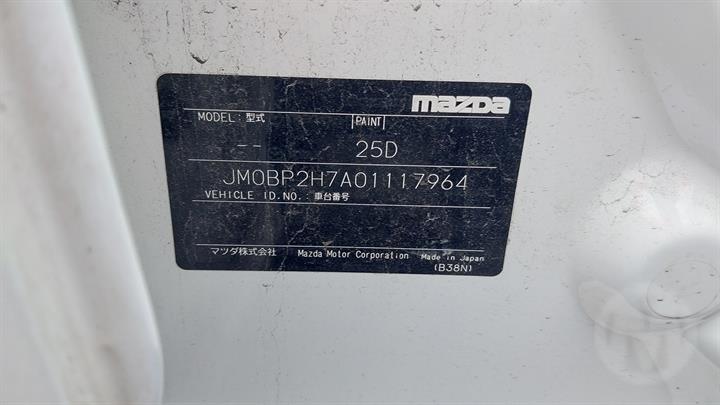 mazda
MODEL:型式 PAINT
-- 25D
JM0BP2H7A01117964
VEHICLE ID.NO.:車台番号
マツダ株式会社 Mazda Motor Corporation Made in Japan
(B38N)